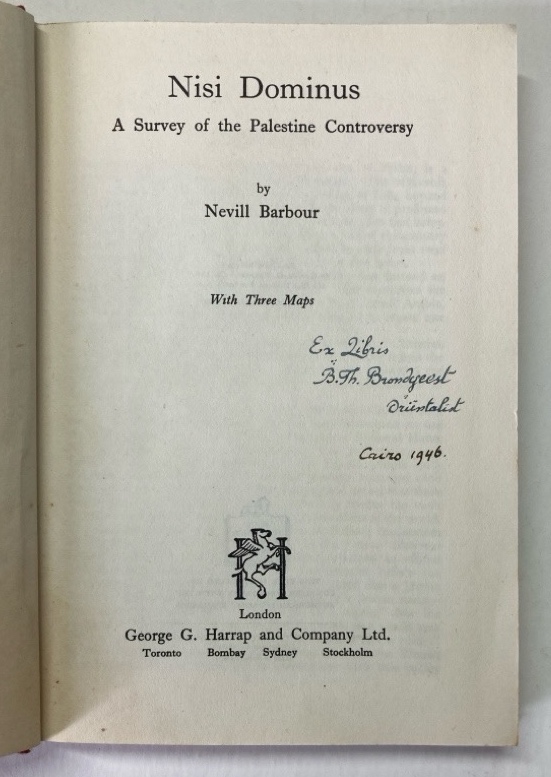 Nisi Dominus
A Survey of the Palestine Controversy
by
Nevill Barbour
With Three Maps
Ex Libris
B.Th. Brondgeest
Oriëntalist
Cairo 1946.
London
George G. Harrap and Company Ltd.
Toronto Bombay Sydney Stockholm